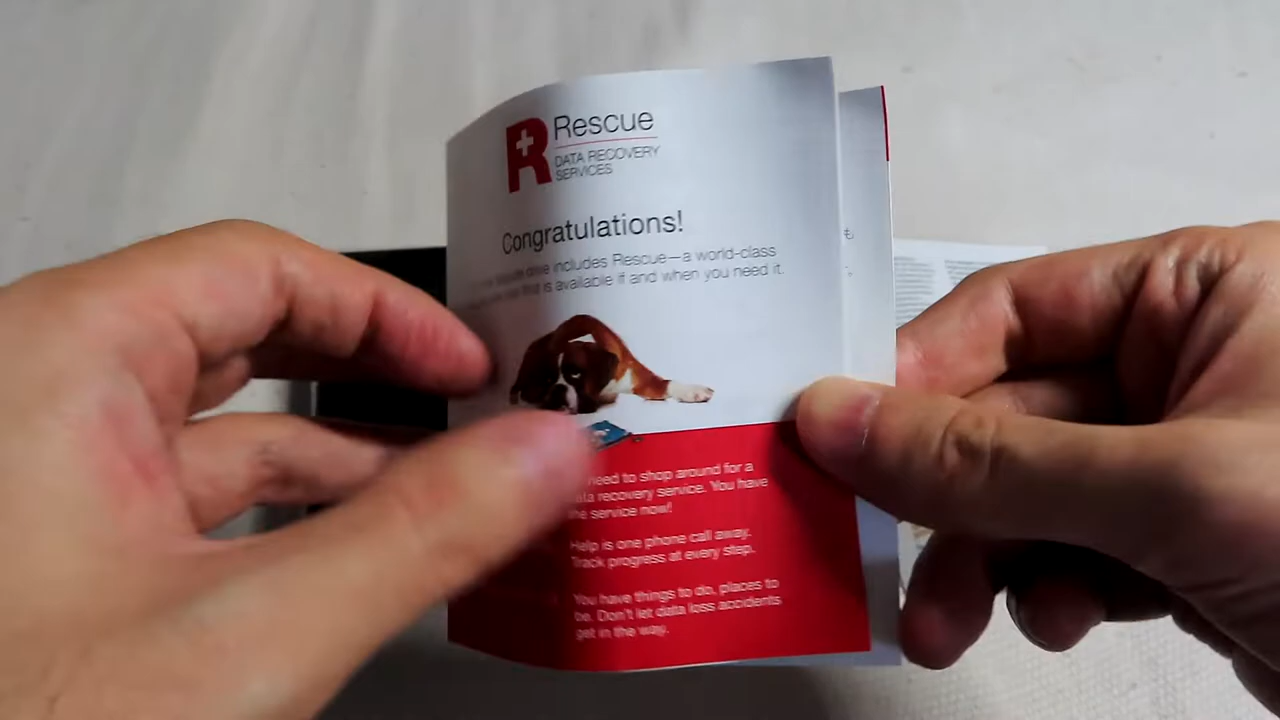 R Rescue
DATA RECOVERY
SERVICES
Congratulations!
drive includes Rescue—a world-class
that is available if and when you need it.
need to shop around for a
data recovery service. You have
the service now!
Help is one phone call away.
Track progress at every step.
You have things to do, places to
be. Don't let data loss accidents
get in the way.